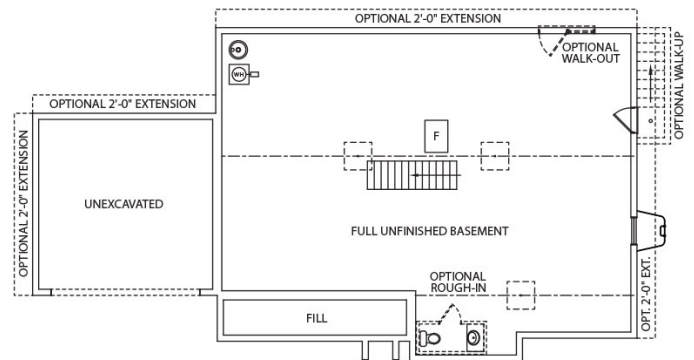 OPTIONAL 2'-0" EXTENSION
OPTIONAL
WALK-OUT
OPTIONAL WALK-UP
WH
OPTIONAL 2'-0" EXTENSION
OPTIONAL 2'-0" EXTENSION
F
UNEXCAVATED
FULL UNFINISHED BASEMENT
OPTIONAL
ROUGH-IN
OPT. 2'-0" EXT.
FILL